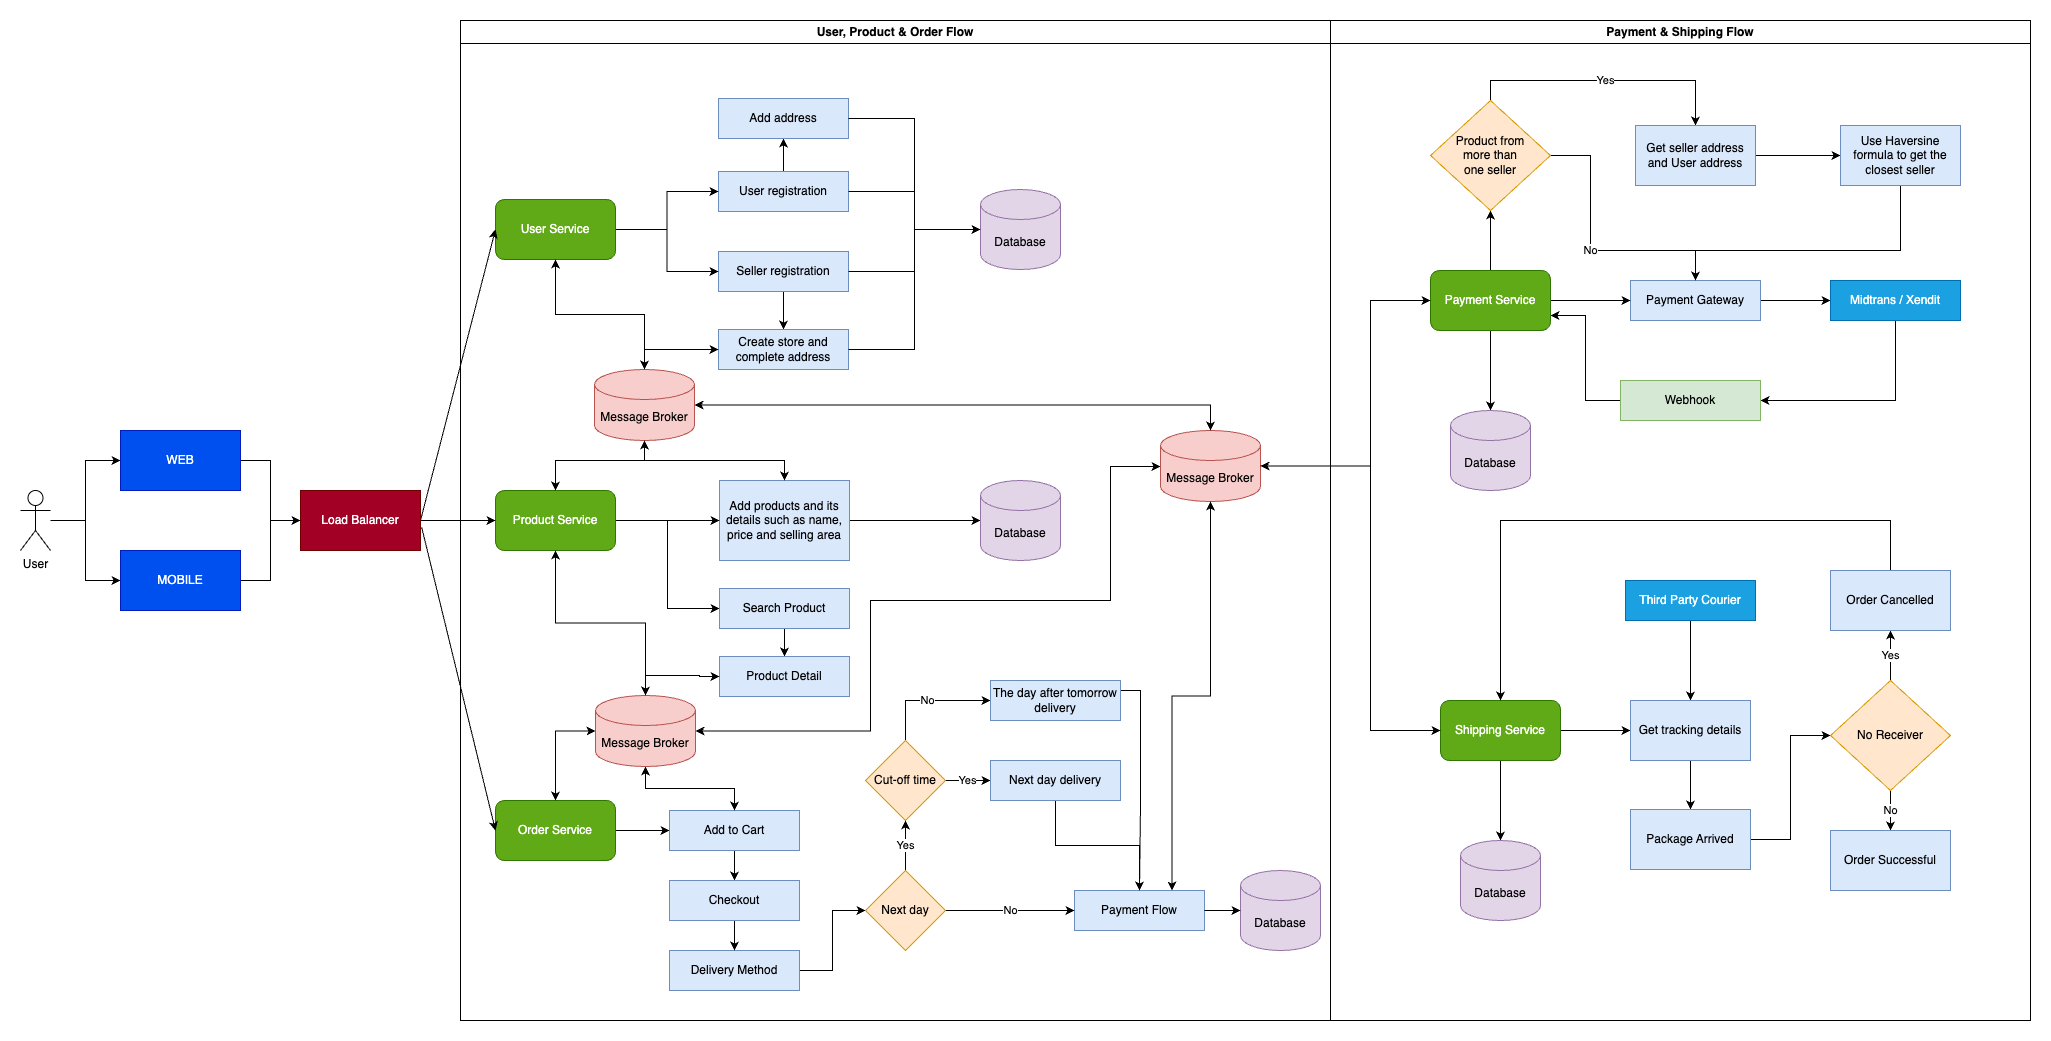 User, Product & Order Flow
Payment & Shipping Flow
User
WEB
MOBILE
Load Balancer
User Service
Add address
User registration
Seller registration
Create store and
complete address
Database
Message Broker
Product Service
Add products and its
details such as name,
price and selling area
Database
Search Product
Product Detail
Message Broker
Message Broker
Order Service
Add to Cart
Checkout
Delivery Method
Next day
Yes
No
Cut-off time
No
Yes
The day after tomorrow
delivery
Next day delivery
Payment Flow
Database
Product from
more than
one seller
Yes
No
Get seller address
and User address
Use Haversine
formula to get the
closest seller
Payment Service
Payment Gateway
Midtrans / Xendit
Webhook
Database
Third Party Courier
Order Cancelled
Yes
Shipping Service
Get tracking details
No Receiver
No
Package Arrived
Order Successful
Database